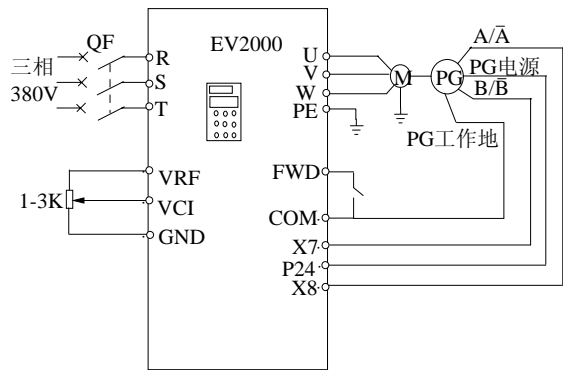 QF
三相
380V
R
S
T
EV2000
U
V
W
PE
M
PG
A/A̅
PG电源
B/B̅
PG工作地
1-3K
VRF
VCI
GND
FWD
COM
X7
P24
X8